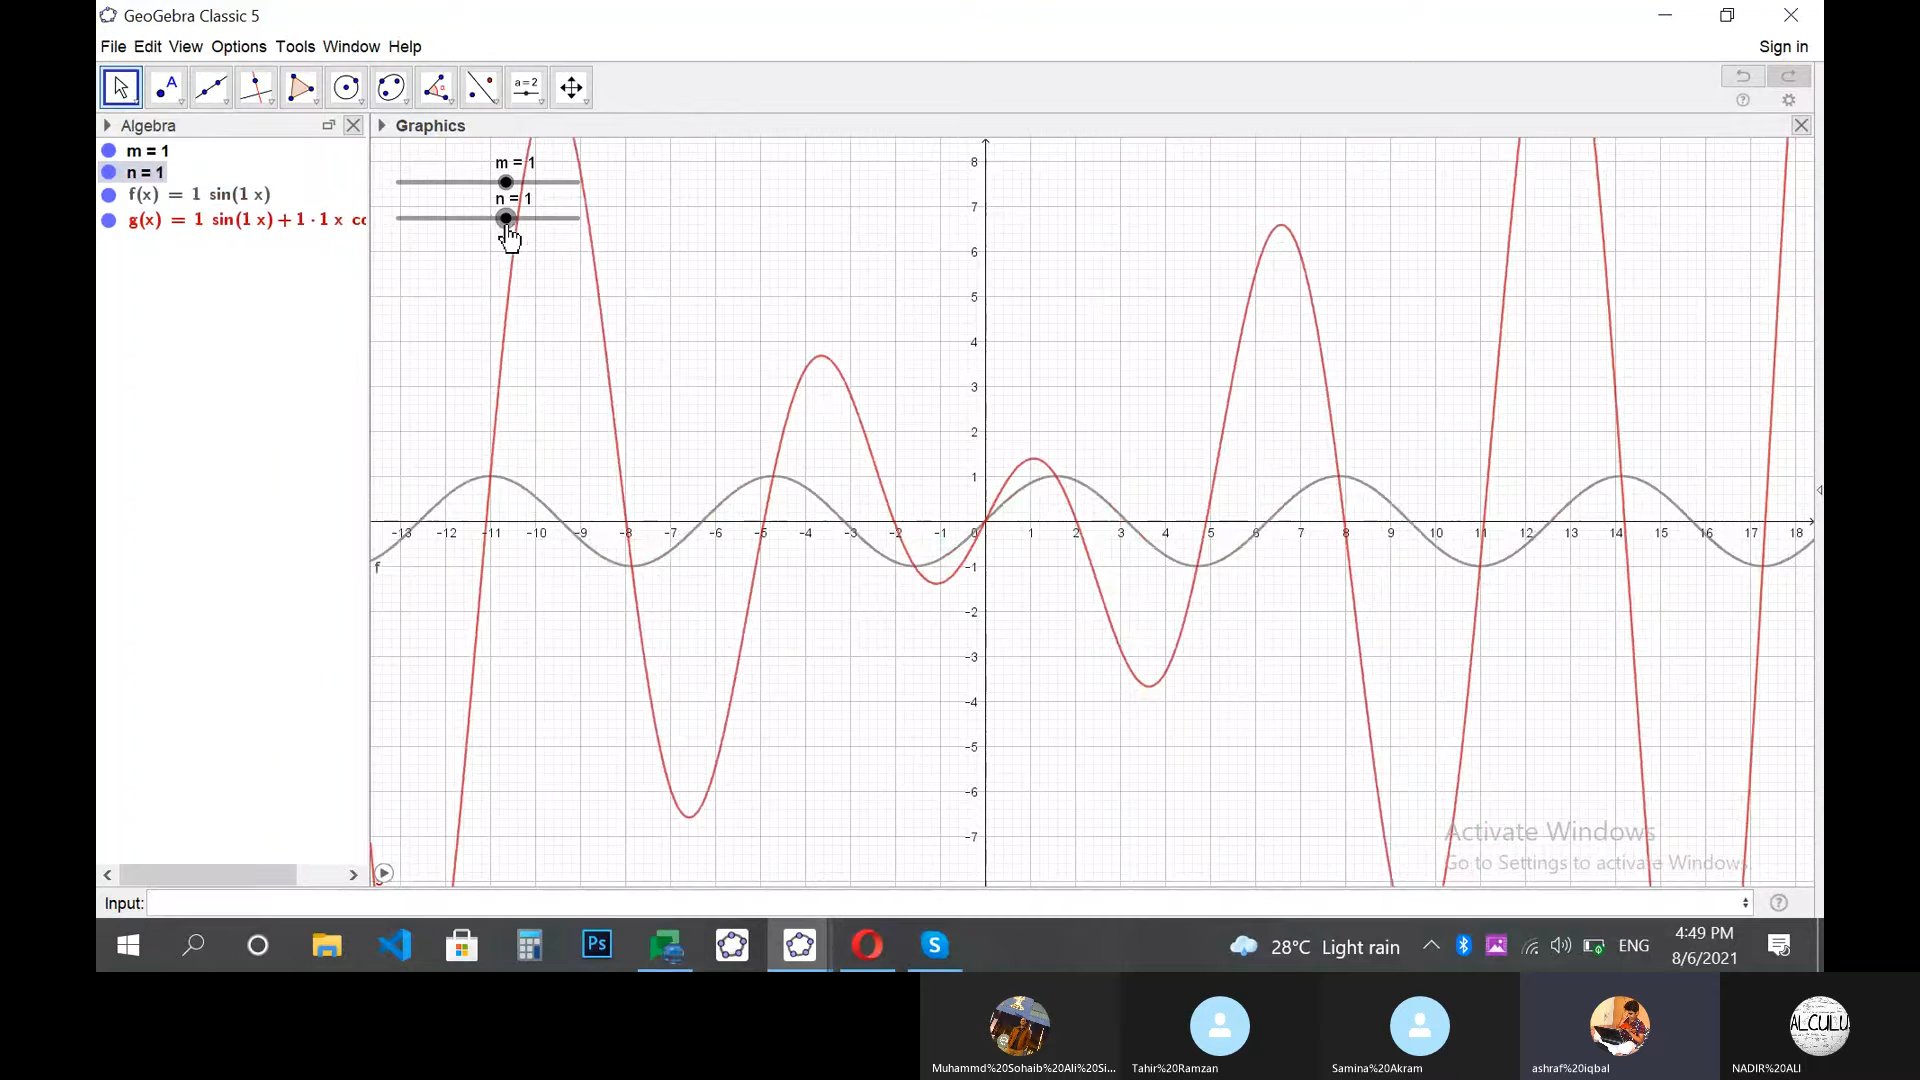 GeoGebra Classic 5
File Edit View Options Tools Window Help
Sign in
A
a=2
Algebra
Graphics
m = 1
n = 1
f(x) = 1 sin(1 x)
g(x) = 1 sin(1 x) + 1 · 1 x co
m = 1
n = 1
8
7
6
5
4
3
2
1
-13 -12 -11 -10 -9 -8 -7 -6 -5 -4 -3 -2 -1 0 1 2 3 4 5 6 7 8 9 10 11 12 13 14 15 16 17 18
f
-1
-2
-3
-4
-5
-6
-7
Activate Windows
Go to Settings to activate Windows.
Input:
Ps
S
28°C Light rain
ENG
4:49 PM
8/6/2021
ALCULU
Muhammd%20Sohaib%20Ali%20Si...
Tahir%20Ramzan
Samina%20Akram
ashraf%20iqbal
NADIR%20ALI